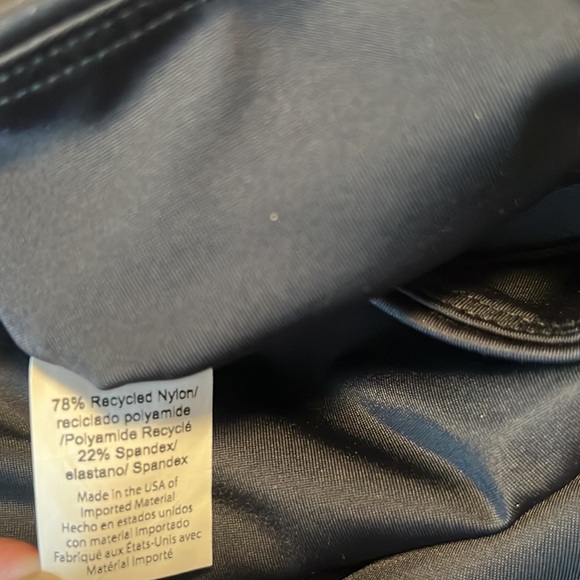 78% Recycled Nylon/
reciclado polyamide
/Polyamide Recyclé
22% Spandex/
elastano/ Spandex
Made in the USA of
Imported Material
Hecho en estados unidos
con material Importado
Fabriqué aux États-Unis avec
Matérial Importé